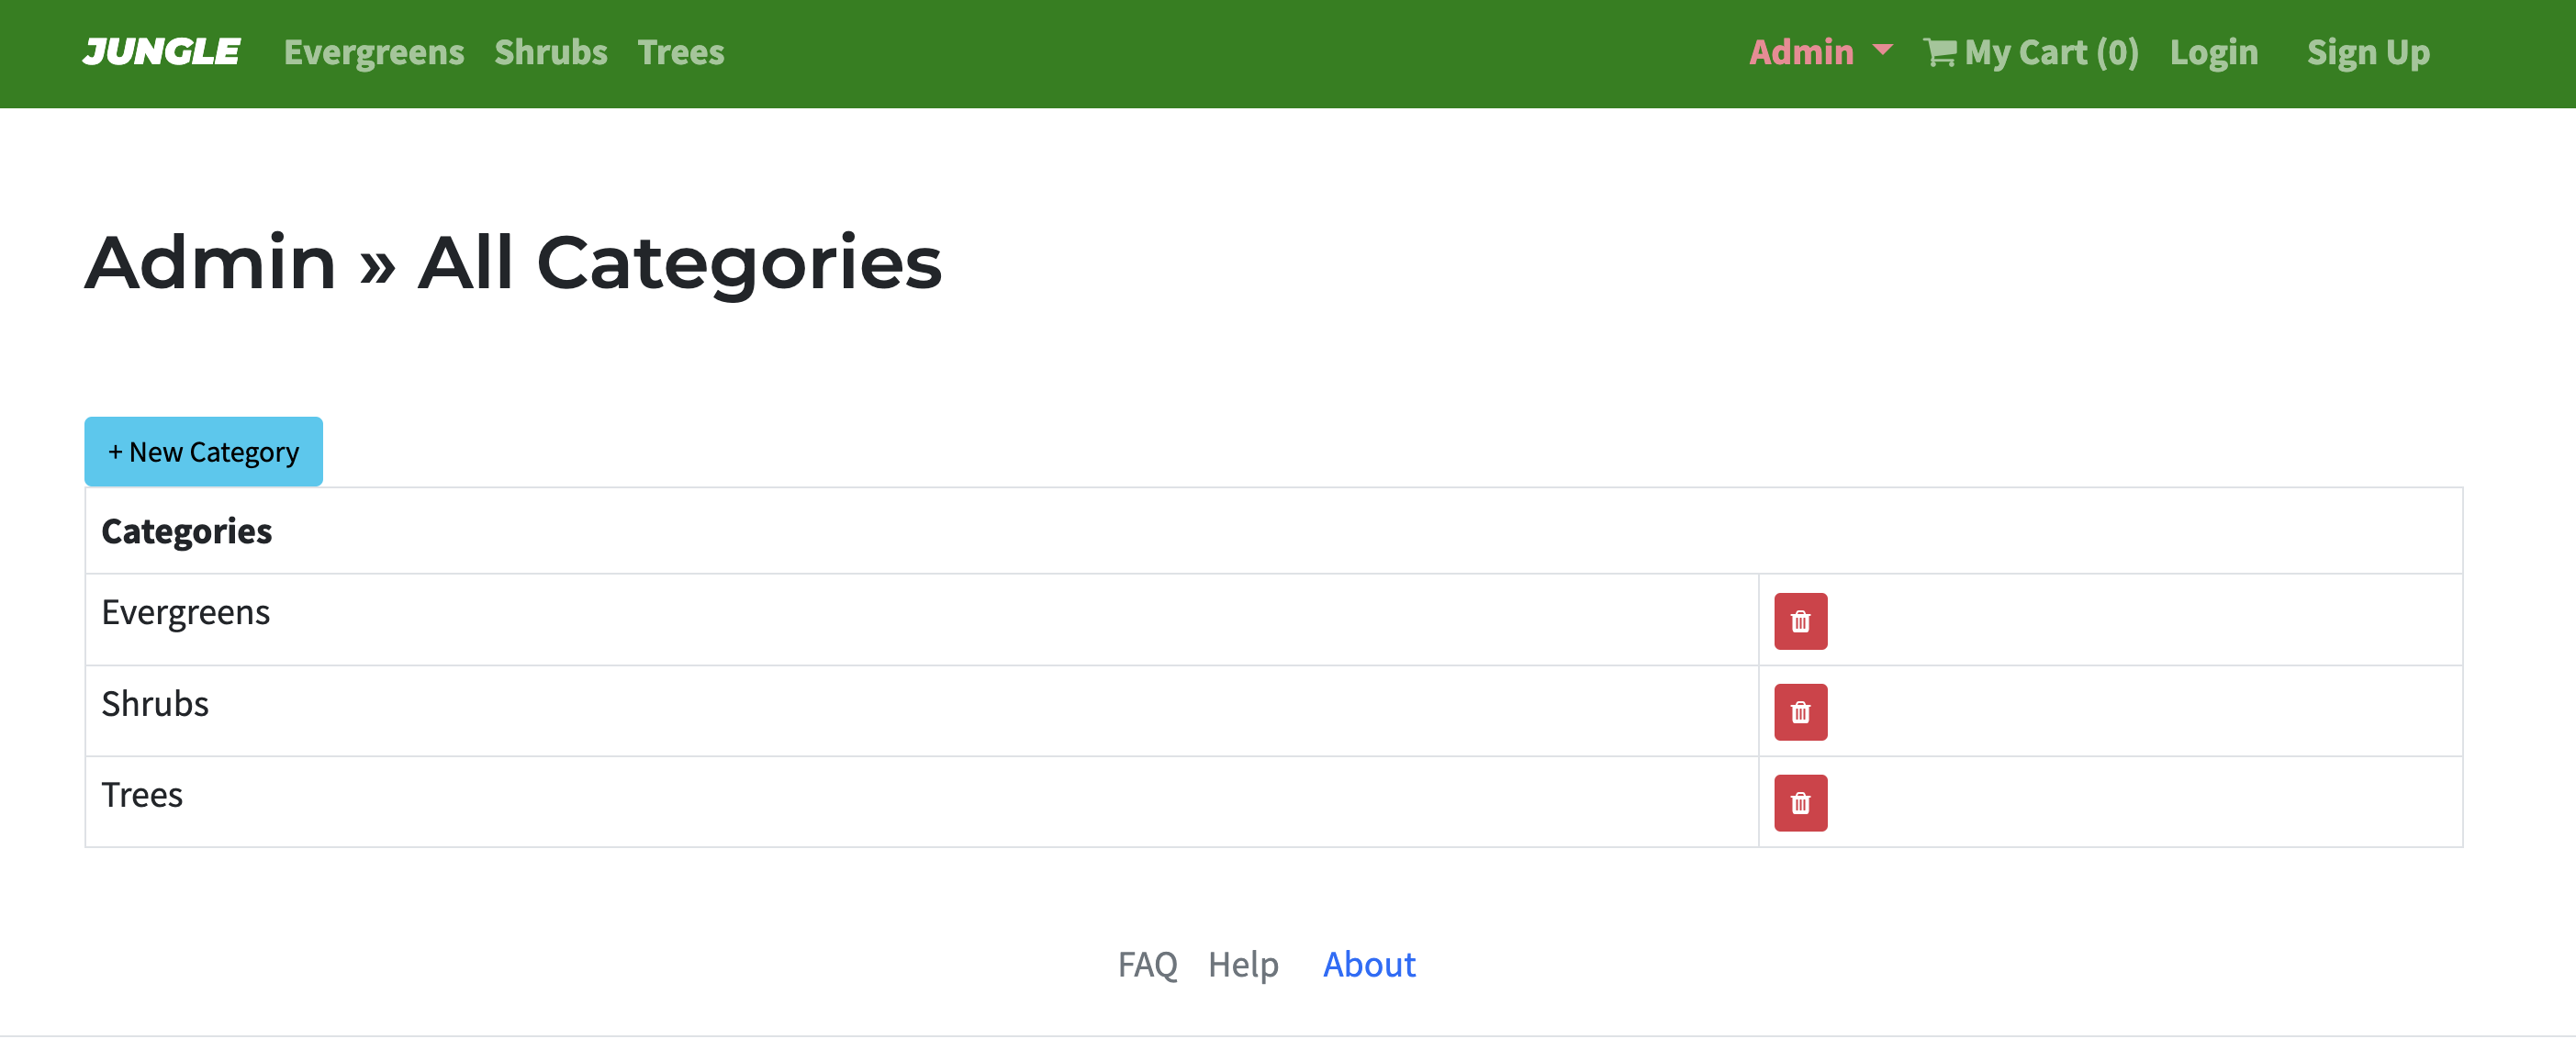 JUNGLE Evergreens Shrubs Trees Admin My Cart (0) Login Sign Up
Admin » All Categories
+ New Category
Categories
Evergreens
Shrubs
Trees
FAQ Help About